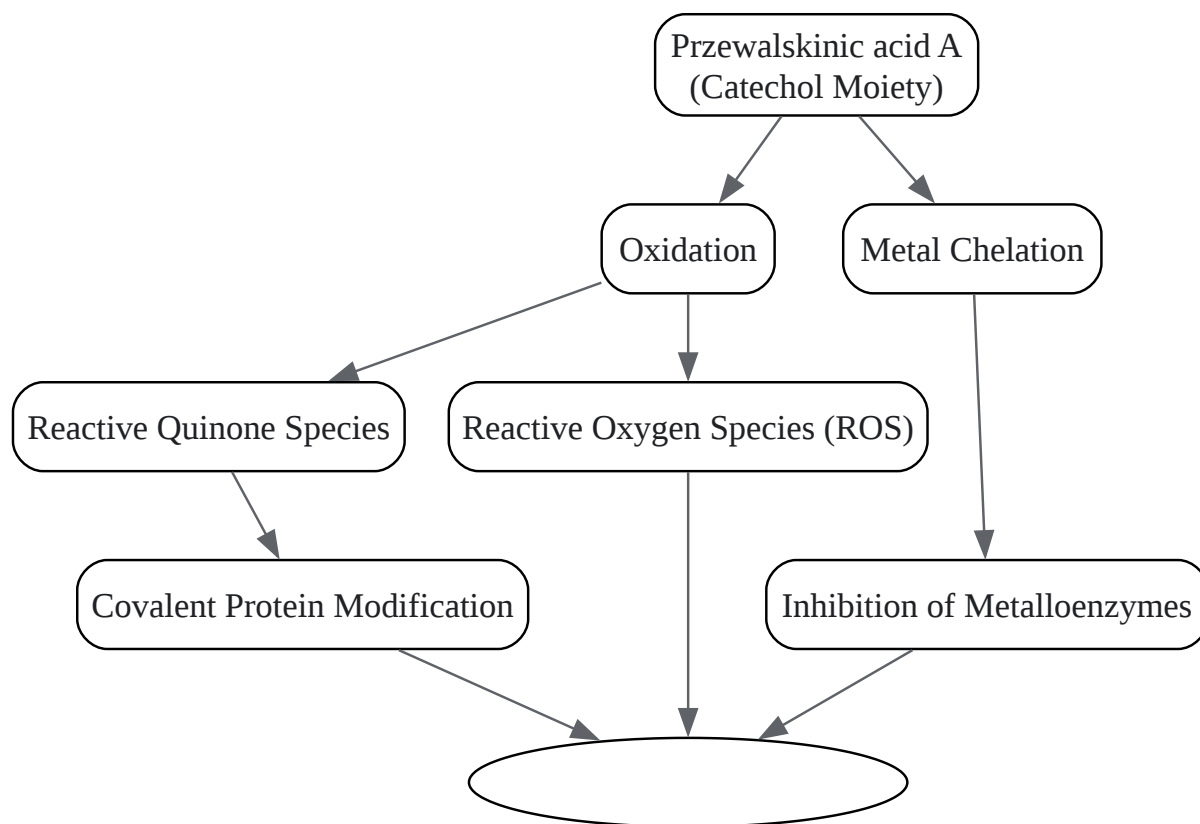 Przewalskinic acid A
(Catechol Moiety)
Oxidation
Metal Chelation
Reactive Quinone Species
Reactive Oxygen Species (ROS)
Covalent Protein Modification
Inhibition of Metalloenzymes